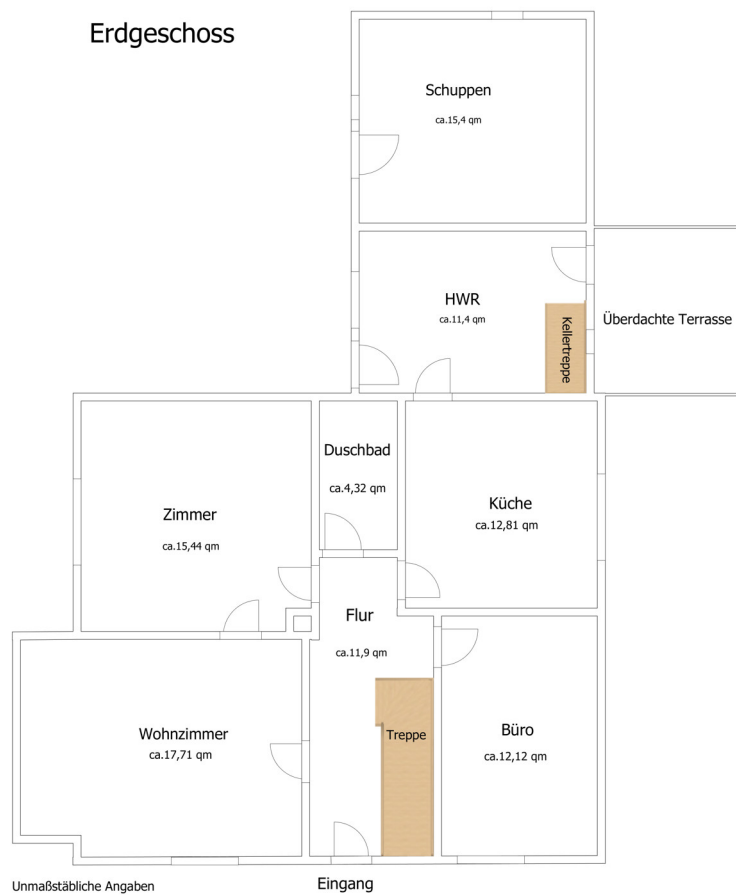 Erdgeschoss
Schuppen
ca.15,4 qm
HWR
ca.11,4 qm
Kellertreppe
Überdachte Terrasse
Duschbad
ca.4,32 qm
Zimmer
ca.15,44 qm
Küche
ca.12,81 qm
Flur
ca.11,9 qm
Wohnzimmer
ca.17,71 qm
Treppe
Büro
ca.12,12 qm
Unmaßstäbliche Angaben
Eingang